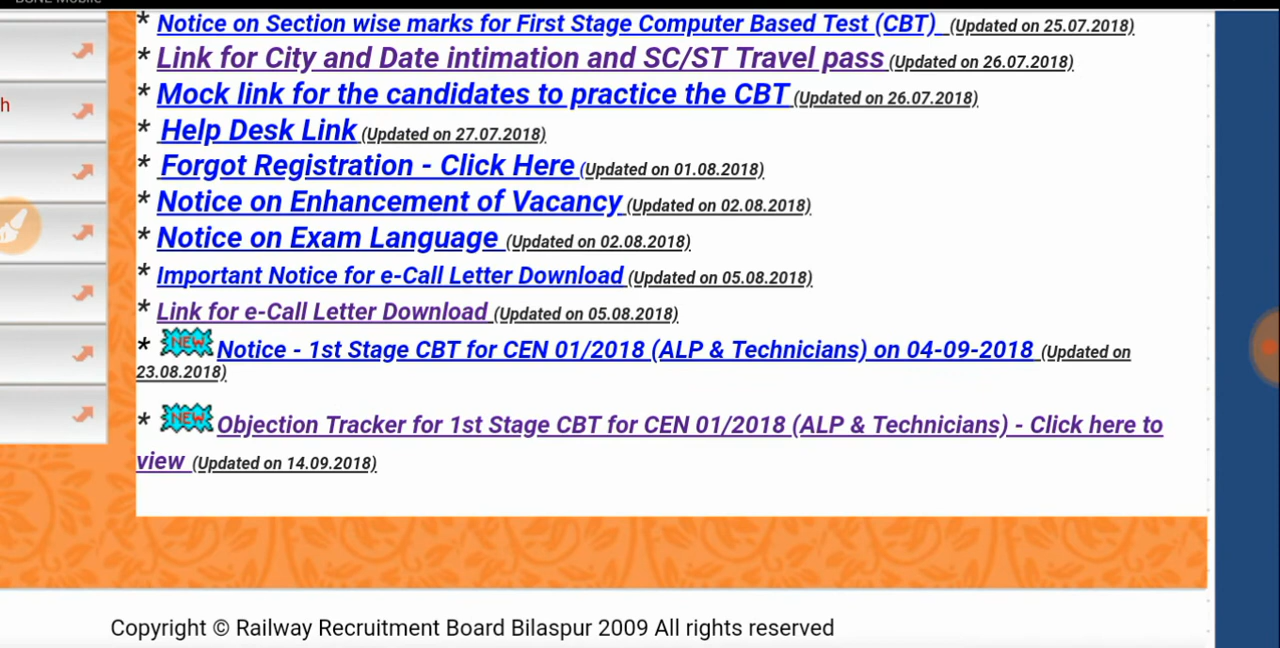 * Notice on Section wise marks for First Stage Computer Based Test (CBT) (Updated on 25.07.2018)
* Link for City and Date intimation and SC/ST Travel pass (Updated on 26.07.2018)
* Mock link for the candidates to practice the CBT (Updated on 26.07.2018)
h
* Help Desk Link (Updated on 27.07.2018)
* Forgot Registration - Click Here (Updated on 01.08.2018)
* Notice on Enhancement of Vacancy (Updated on 02.08.2018)
* Notice on Exam Language (Updated on 02.08.2018)
* Important Notice for e-Call Letter Download (Updated on 05.08.2018)
* Link for e-Call Letter Download (Updated on 05.08.2018)
* NEW Notice - 1st Stage CBT for CEN 01/2018 (ALP & Technicians) on 04-09-2018 (Updated on
23.08.2018)
* NEW Objection Tracker for 1st Stage CBT for CEN 01/2018 (ALP & Technicians) - Click here to
view (Updated on 14.09.2018)
Copyright © Railway Recruitment Board Bilaspur 2009 All rights reserved